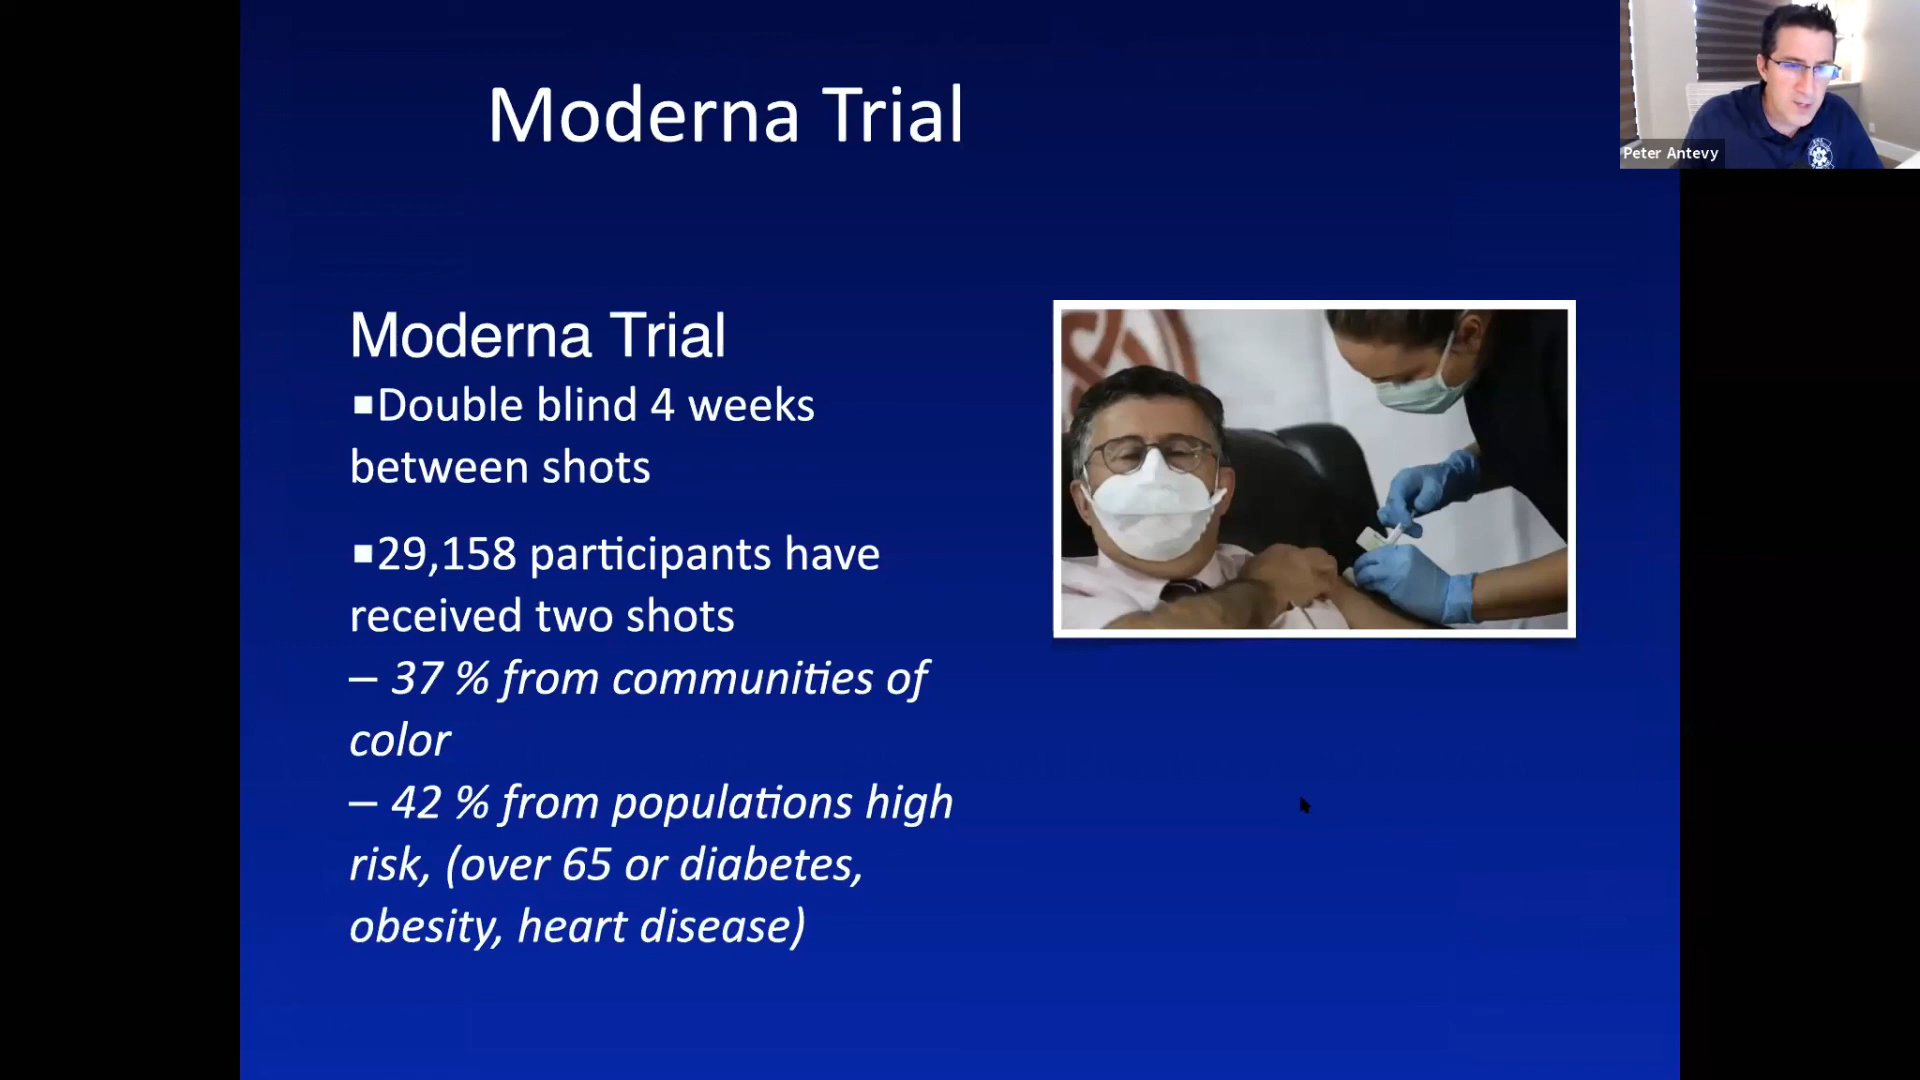 Moderna Trial
Peter Antevy
Moderna Trial
▪Double blind 4 weeks
between shots
▪29,158 participants have
received two shots
– 37 % from communities of
color
– 42 % from populations high
risk, (over 65 or diabetes,
obesity, heart disease)